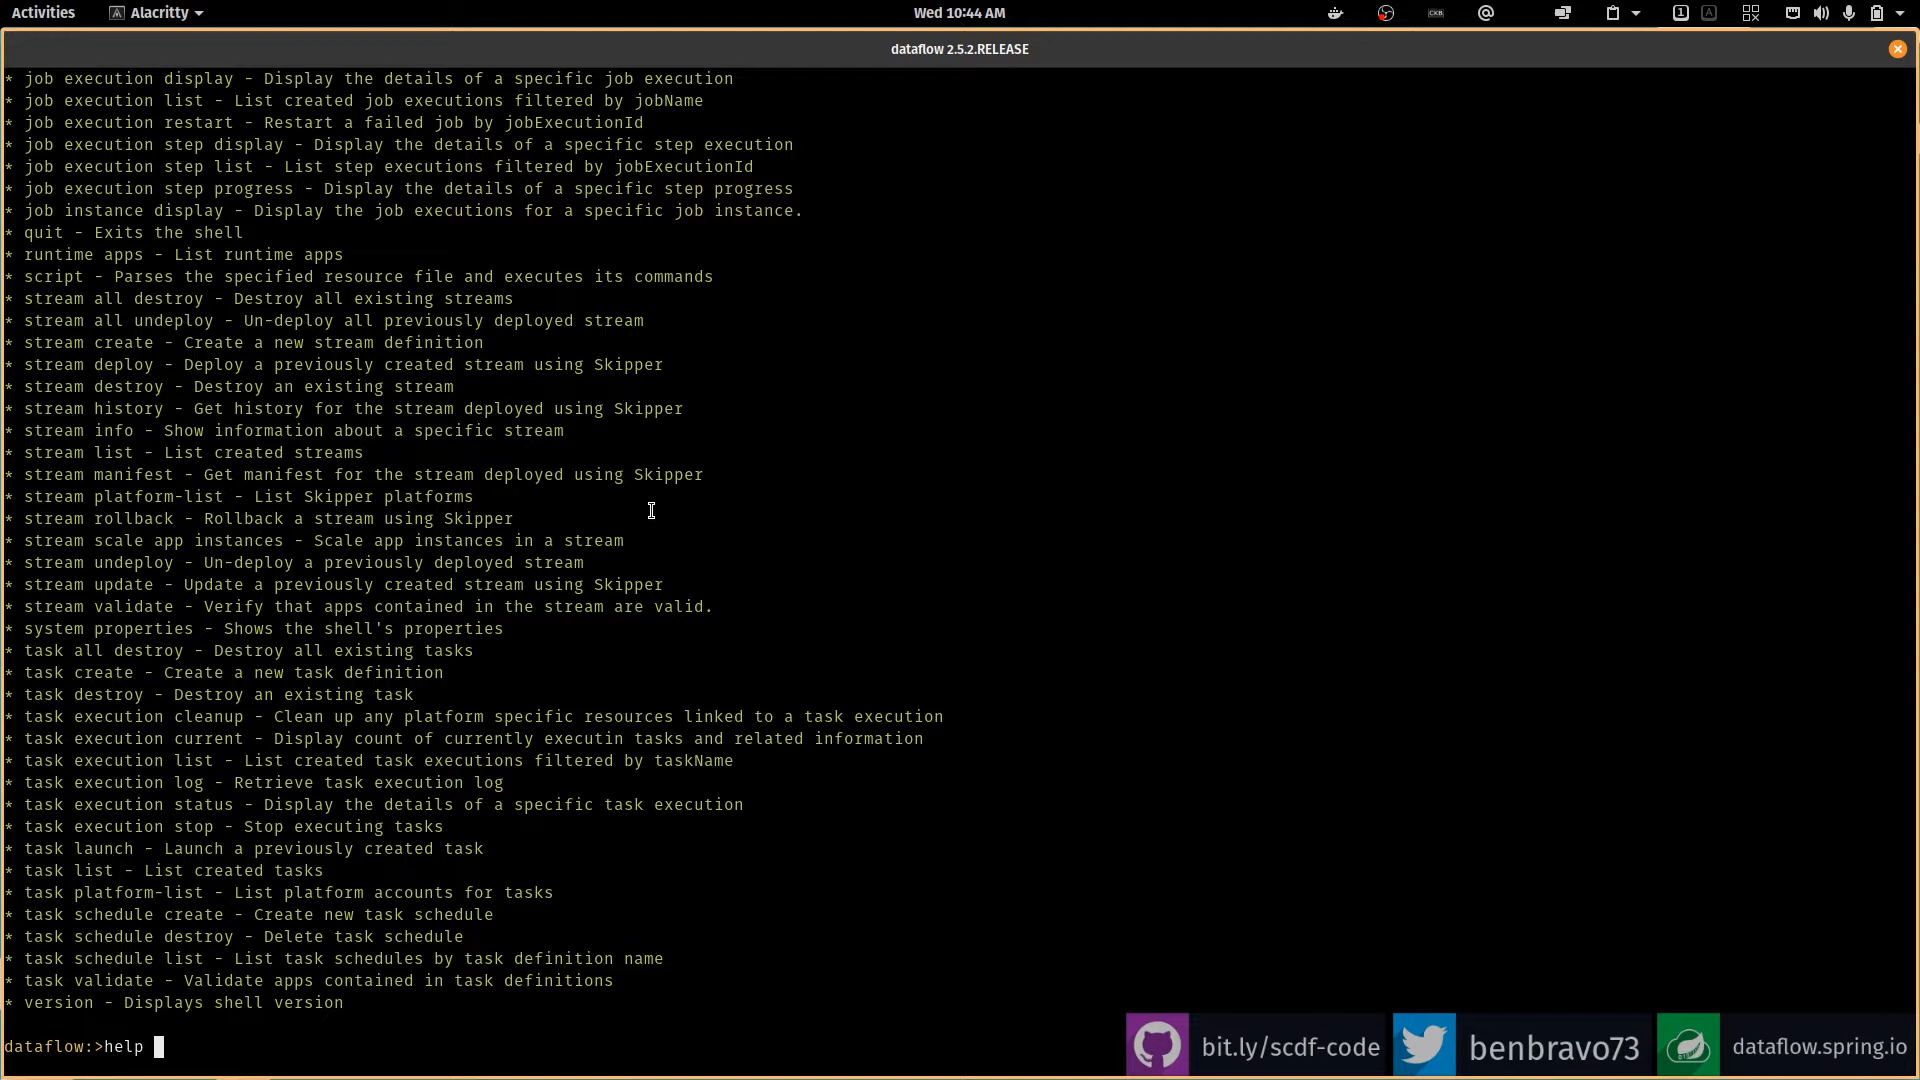 Activities
Alacritty
Wed 10:44 AM
CKB
1
A
dataflow 2.5.2.RELEASE
* job execution display - Display the details of a specific job execution
* job execution list - List created job executions filtered by jobName
* job execution restart - Restart a failed job by jobExecutionId
* job execution step display - Display the details of a specific step execution
* job execution step list - List step executions filtered by jobExecutionId
* job execution step progress - Display the details of a specific step progress
* job instance display - Display the job executions for a specific job instance.
* quit - Exits the shell
* runtime apps - List runtime apps
* script - Parses the specified resource file and executes its commands
* stream all destroy - Destroy all existing streams
* stream all undeploy - Un-deploy all previously deployed stream
* stream create - Create a new stream definition
* stream deploy - Deploy a previously created stream using Skipper
* stream destroy - Destroy an existing stream
* stream history - Get history for the stream deployed using Skipper
* stream info - Show information about a specific stream
* stream list - List created streams
* stream manifest - Get manifest for the stream deployed using Skipper
* stream platform-list - List Skipper platforms
* stream rollback - Rollback a stream using Skipper
* stream scale app instances - Scale app instances in a stream
* stream undeploy - Un-deploy a previously deployed stream
* stream update - Update a previously created stream using Skipper
* stream validate - Verify that apps contained in the stream are valid.
* system properties - Shows the shell's properties
* task all destroy - Destroy all existing tasks
* task create - Create a new task definition
* task destroy - Destroy an existing task
* task execution cleanup - Clean up any platform specific resources linked to a task execution
* task execution current - Display count of currently executin tasks and related information
* task execution list - List created task executions filtered by taskName
* task execution log - Retrieve task execution log
* task execution status - Display the details of a specific task execution
* task execution stop - Stop executing tasks
* task launch - Launch a previously created task
* task list - List created tasks
* task platform-list - List platform accounts for tasks
* task schedule create - Create new task schedule
* task schedule destroy - Delete task schedule
* task schedule list - List task schedules by task definition name
* task validate - Validate apps contained in task definitions
* version - Displays shell version
dataflow:>help
bit.ly/scdf-code
benbravo73
dataflow.spring.io